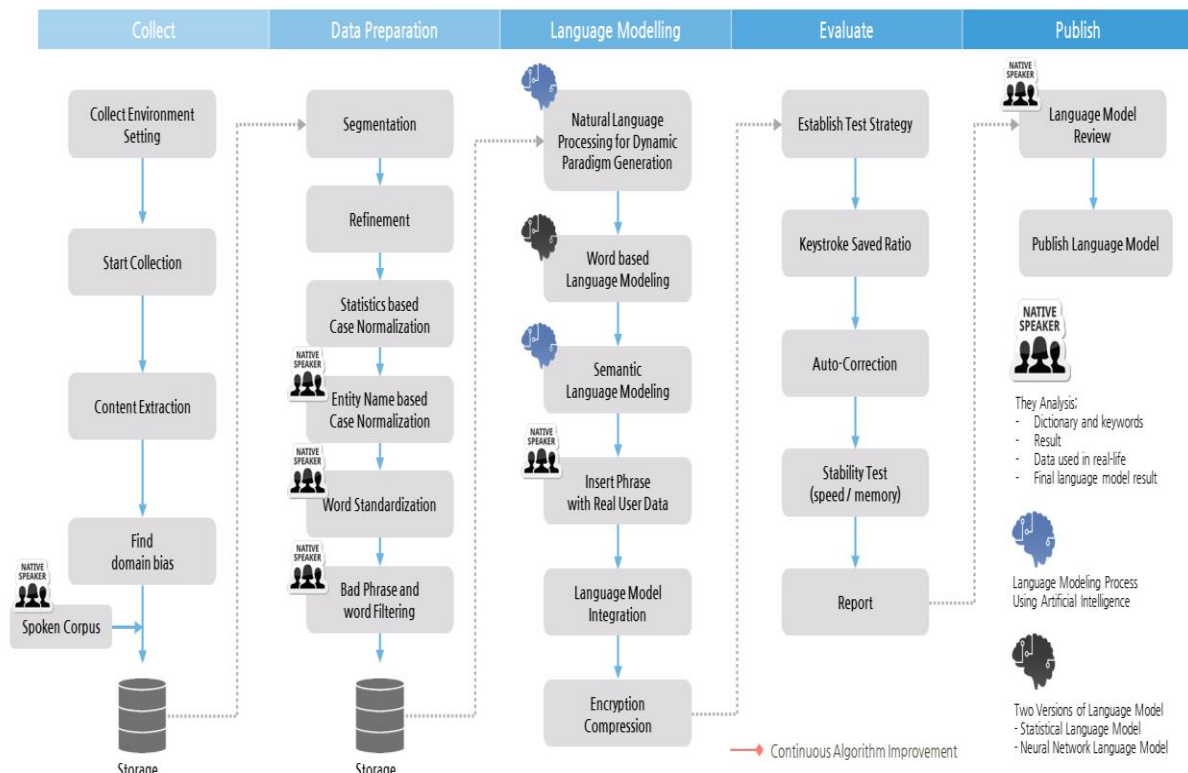 Collect
Data Preparation
Language Modelling
Evaluate
Publish
Collect Environment
Setting
Start Collection
Content Extraction
Find
domain bias
NATIVE
SPEAKER
Spoken Corpus
Storage
Segmentation
Refinement
Statistics based
Case Normalization
NATIVE
SPEAKER
Entity Name based
Case Normalization
NATIVE
SPEAKER
Word Standardization
NATIVE
SPEAKER
Bad Phrase and
word Filtering
Storage
Natural Language
Processing for Dynamic
Paradigm Generation
Word based
Language Modeling
Semantic
Language Modeling
NATIVE
SPEAKER
Insert Phrase
with Real User Data
Language Model
Integration
Encryption
Compression
Establish Test Strategy
Keystroke Saved Ratio
Auto-Correction
Stability Test
(speed / memory)
Report
Continuous Algorithm Improvement
NATIVE
SPEAKER
Language Model
Review
Publish Language Model
NATIVE
SPEAKER
They Analysis;
- Dictionary and keywords
- Result
- Data used in real-life
- Final language model result
Language Modeling Process
Using Artificial Intelligence
Two Versions of Language Model
- Statistical Language Model
- Neural Network Language Model